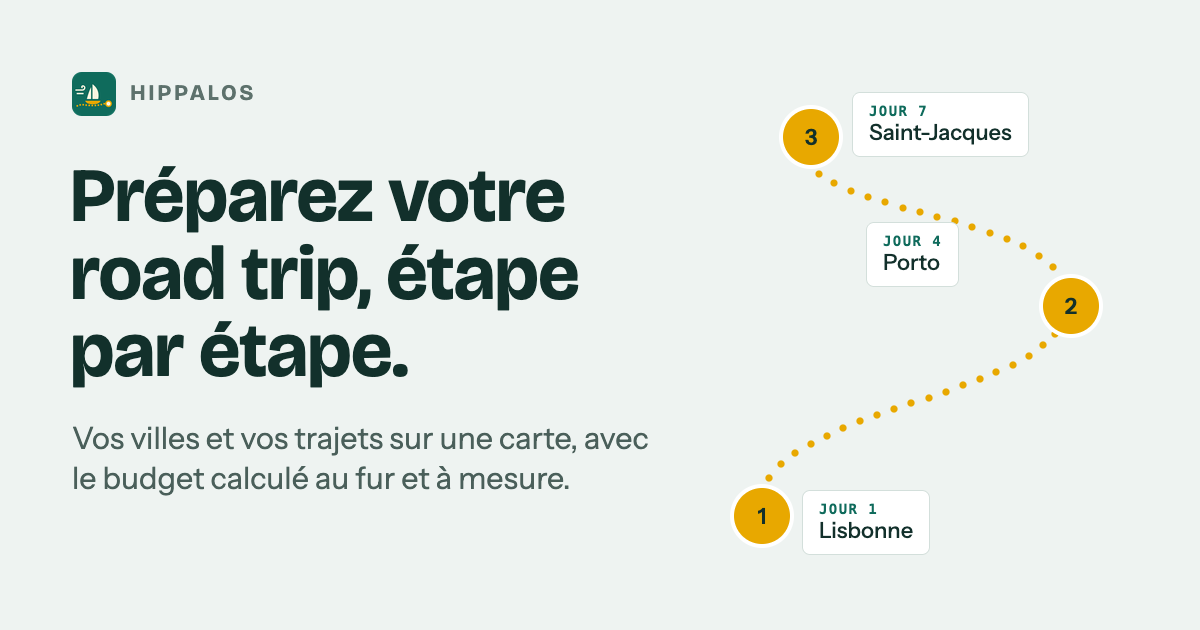 HIPPALOS
Préparez votre
road trip, étape
par étape.
Vos villes et vos trajets sur une carte, avec
le budget calculé au fur et à mesure.
3
JOUR 7
Saint-Jacques
JOUR 4
Porto
2
1
JOUR 1
Lisbonne